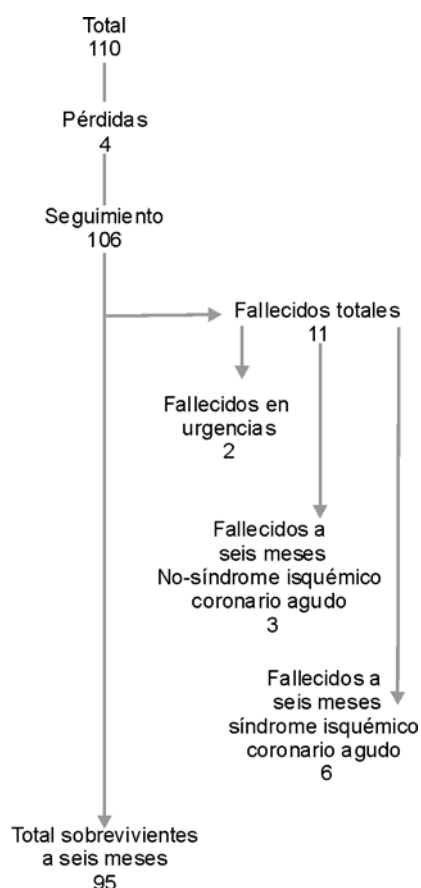 Total
110
Pérdidas
4
Seguimiento
106
Fallecidos totales
11
Fallecidos en
urgencias
2
Fallecidos a
seis meses
No-síndrome isquémico
coronario agudo
3
Fallecidos a
seis meses
síndrome isquémico
coronario agudo
6
Total sobrevivientes
a seis meses
95